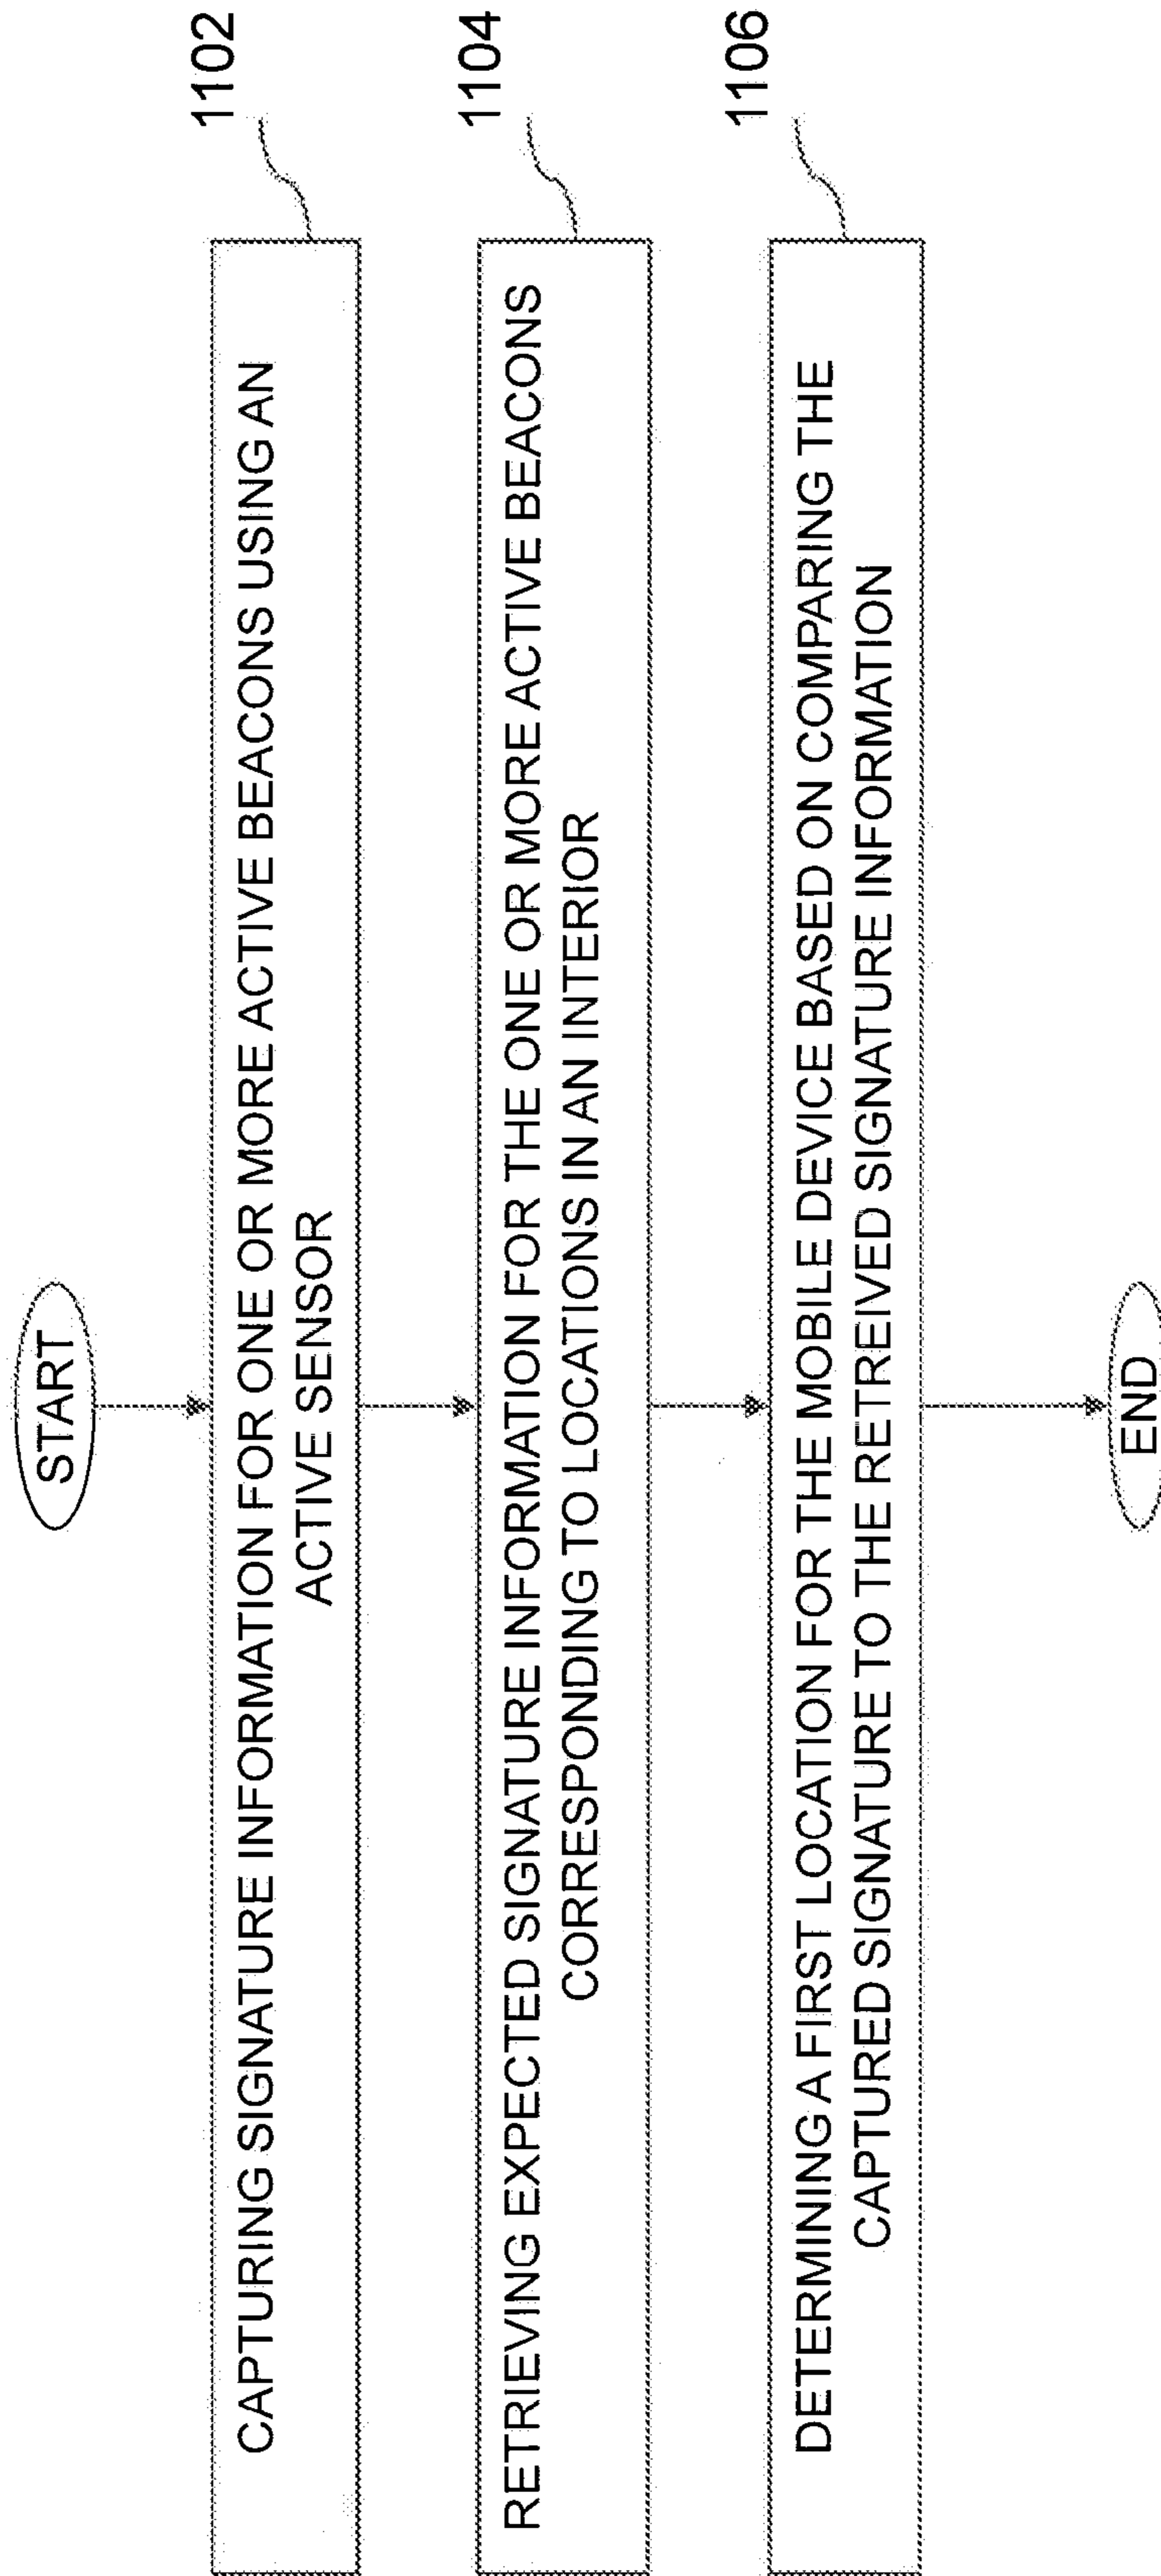 START
1102
CAPTURING SIGNATURE INFORMATION FOR ONE OR MORE ACTIVE BEACONS USING AN
ACTIVE SENSOR
1104
RETRIEVING EXPECTED SIGNATURE INFORMATION FOR THE ONE OR MORE ACTIVE BEACONS
CORRESPONDING TO LOCATIONS IN AN INTERIOR
1106
DETERMINING A FIRST LOCATION FOR THE MOBILE DEVICE BASED ON COMPARING THE
CAPTURED SIGNATURE TO THE RETREIVED SIGNATURE INFORMATION
END